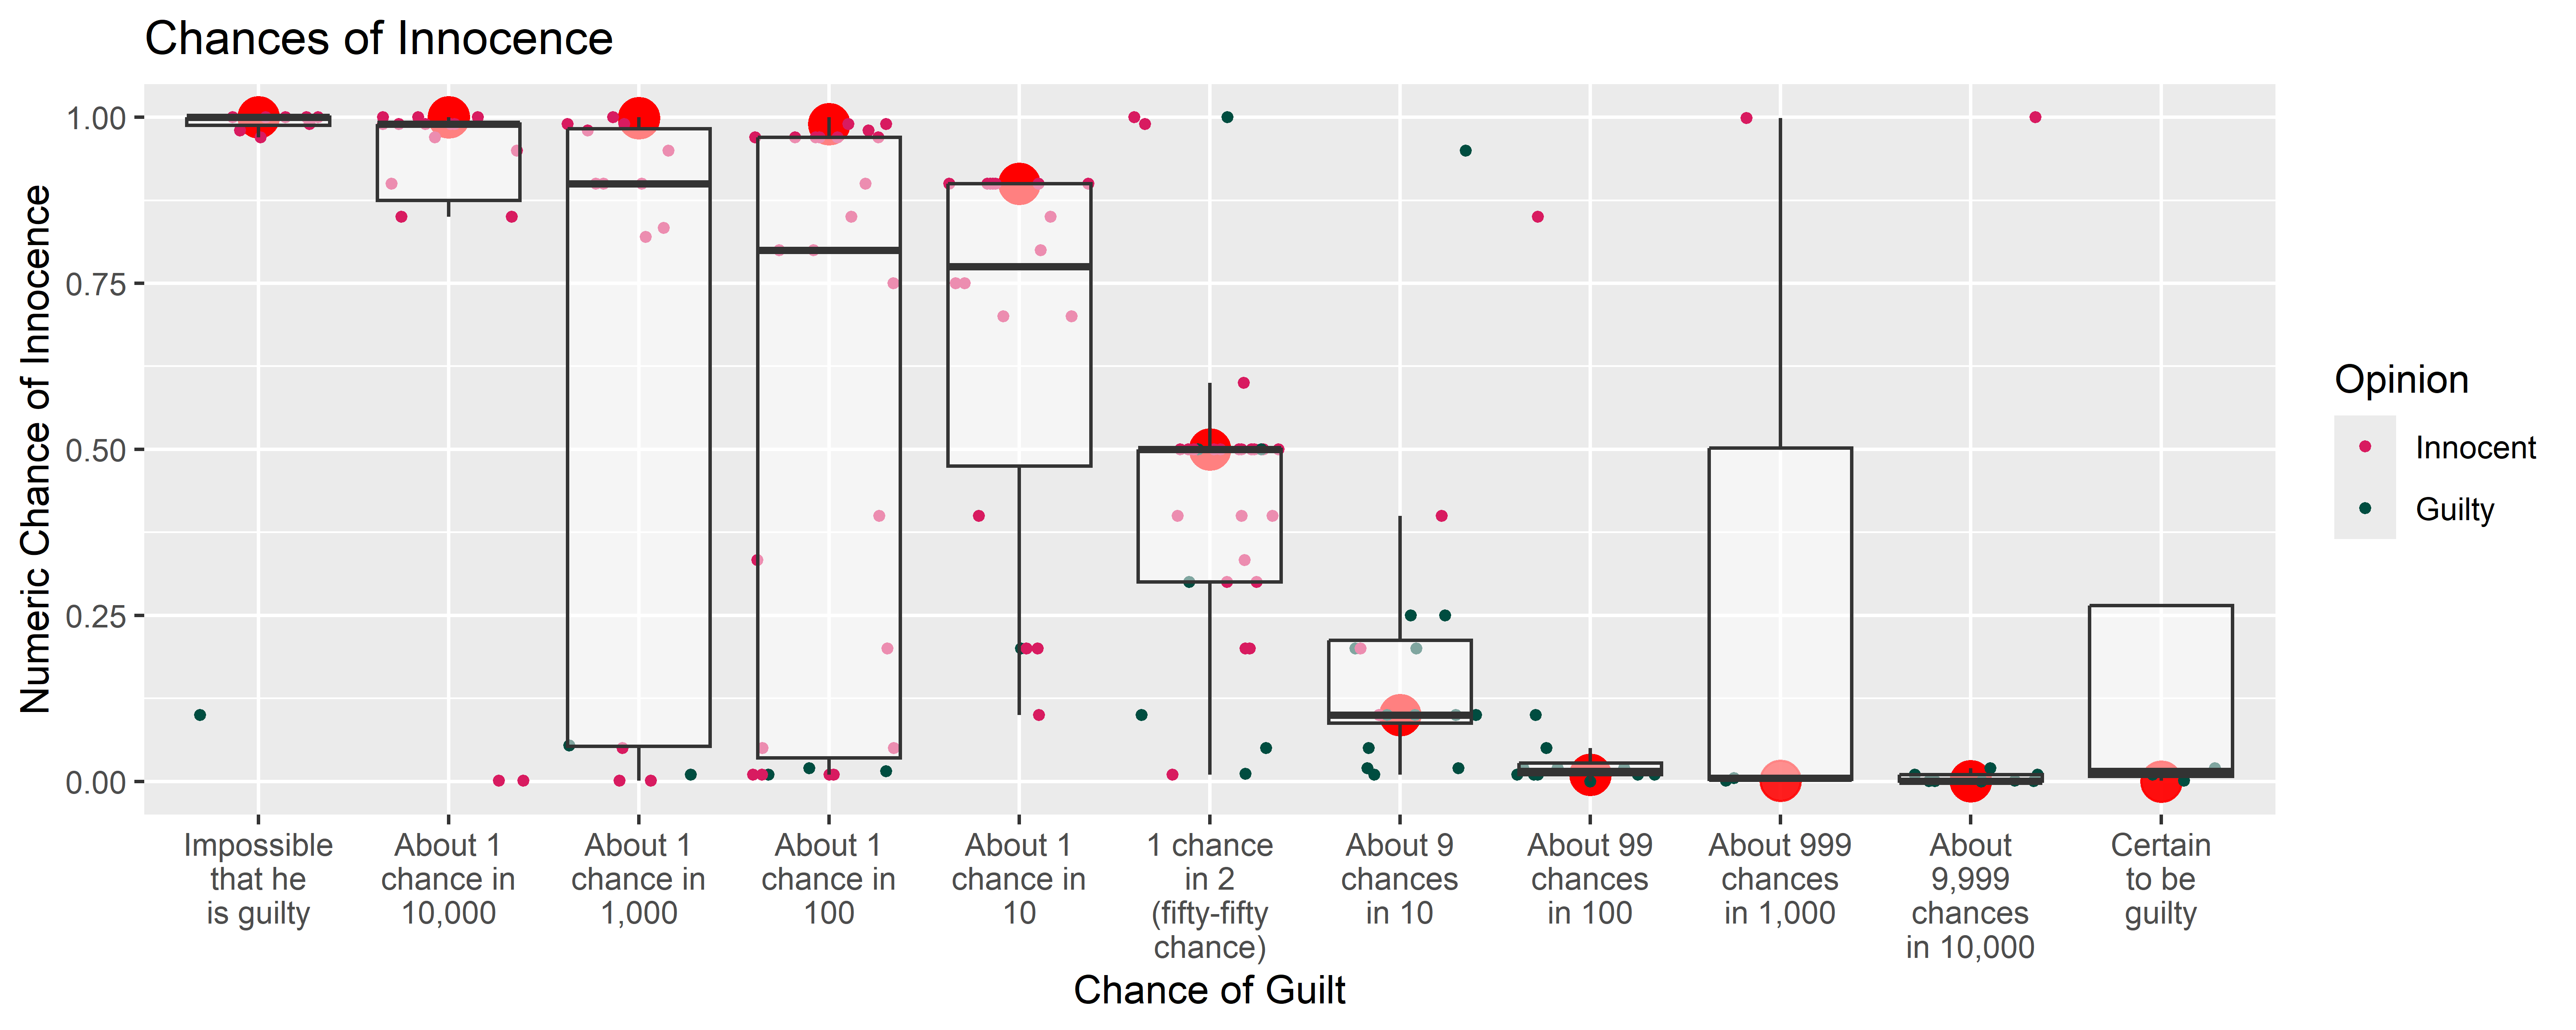 Chances of Innocence
Numeric Chance of Innocence
1.00
0.75
0.50
0.25
0.00
Impossible
that he
is guilty
About 1
chance in
10,000
About 1
chance in
1,000
About 1
chance in
100
About 1
chance in
10
1 chance
in 2
(fifty-fifty
chance)
About 9
chances
in 10
About 99
chances
in 100
About 999
chances
in 1,000
About
9,999
chances
in 10,000
Certain
to be
guilty
Chance of Guilt
Opinion
Innocent
Guilty